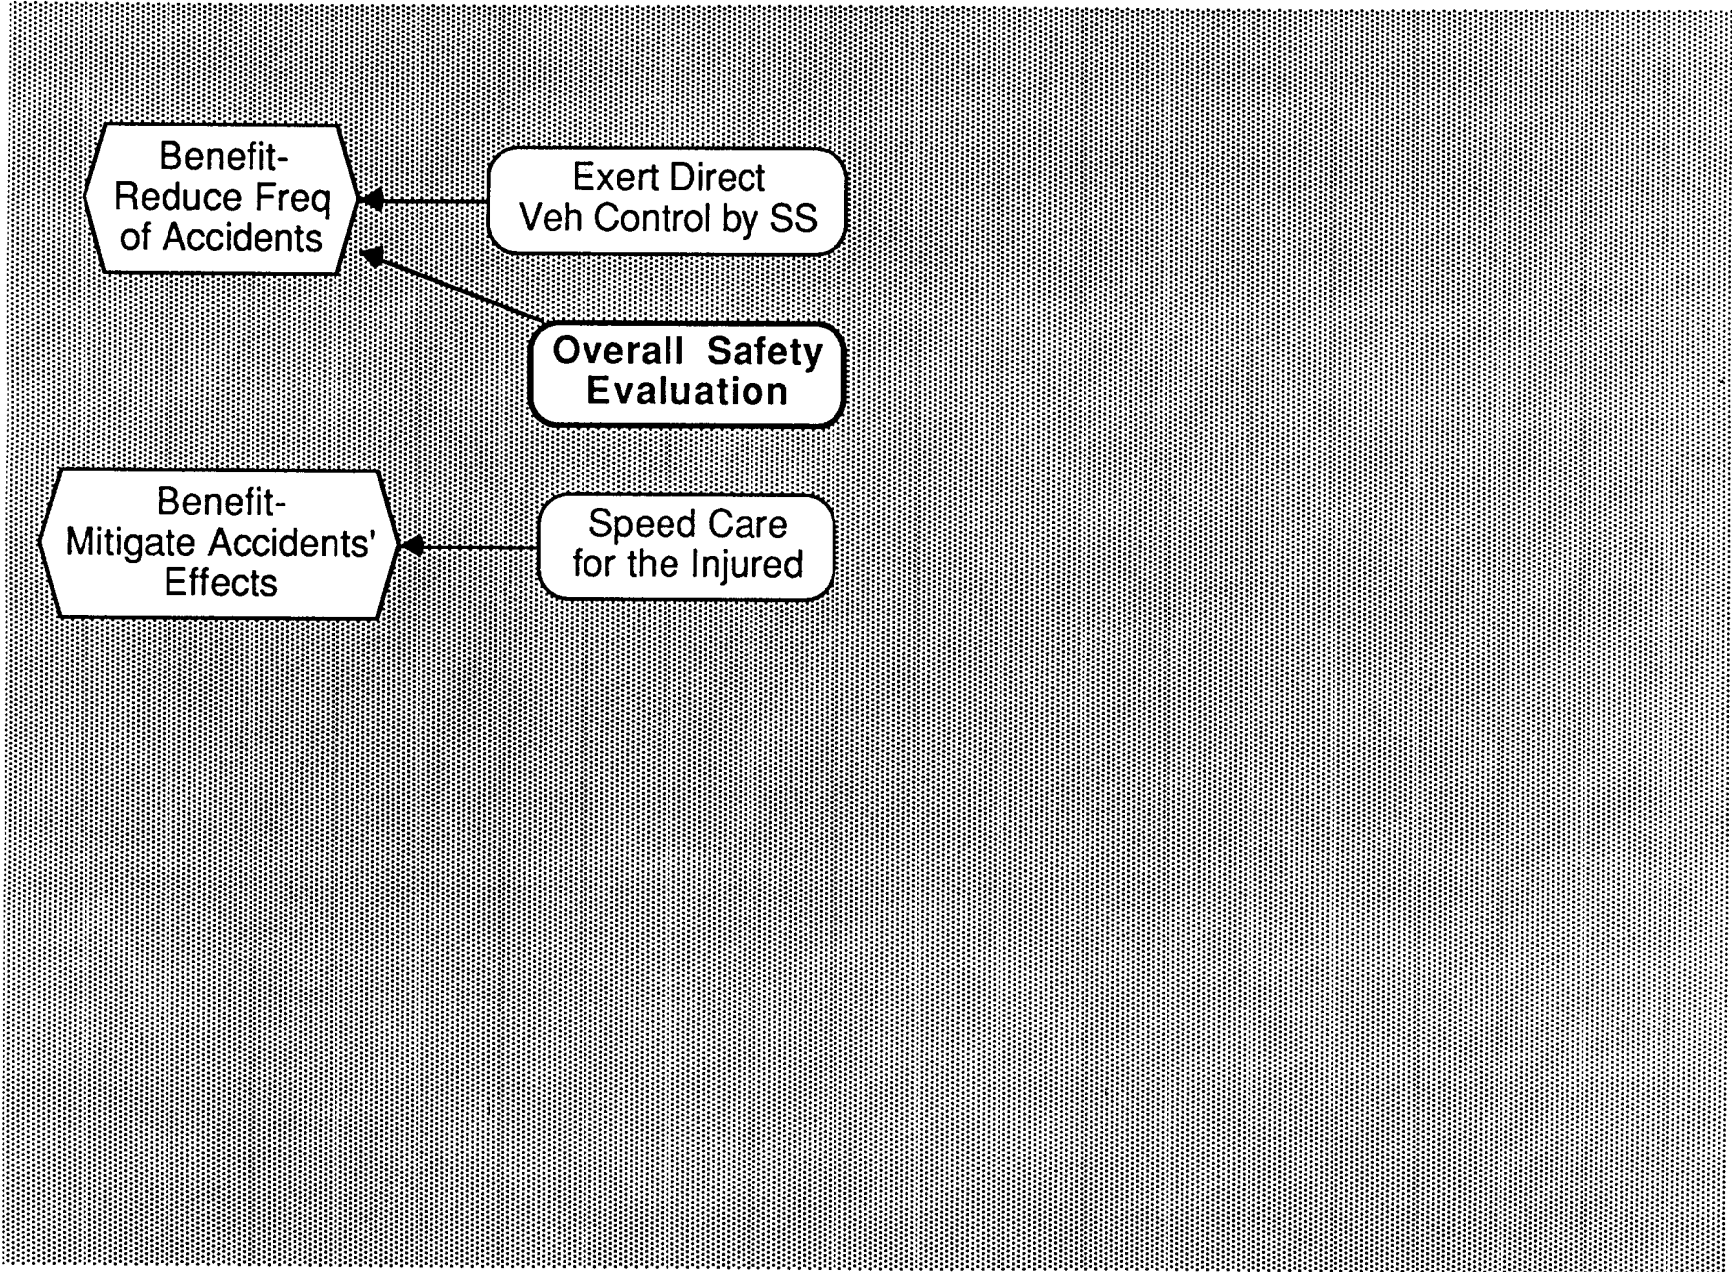 Benefit-
Reduce Freq
of Accidents
Exert Direct
Veh Control by SS
Overall Safety
Evaluation
Benefit-
Mitigate Accidents'
Effects
Speed Care
for the Injured